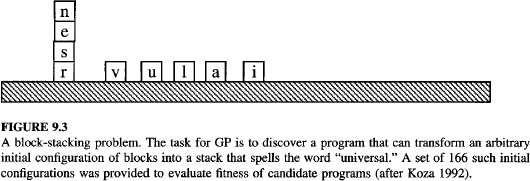 n
e
s
r v u l a i
FIGURE 9.3
A block-stacking problem. The task for GP is to discover a program that can transform an arbitrary
initial configuration of blocks into a stack that spells the word “universal.” A set of 166 such initial
configurations was provided to evaluate fitness of candidate programs (after Koza 1992).